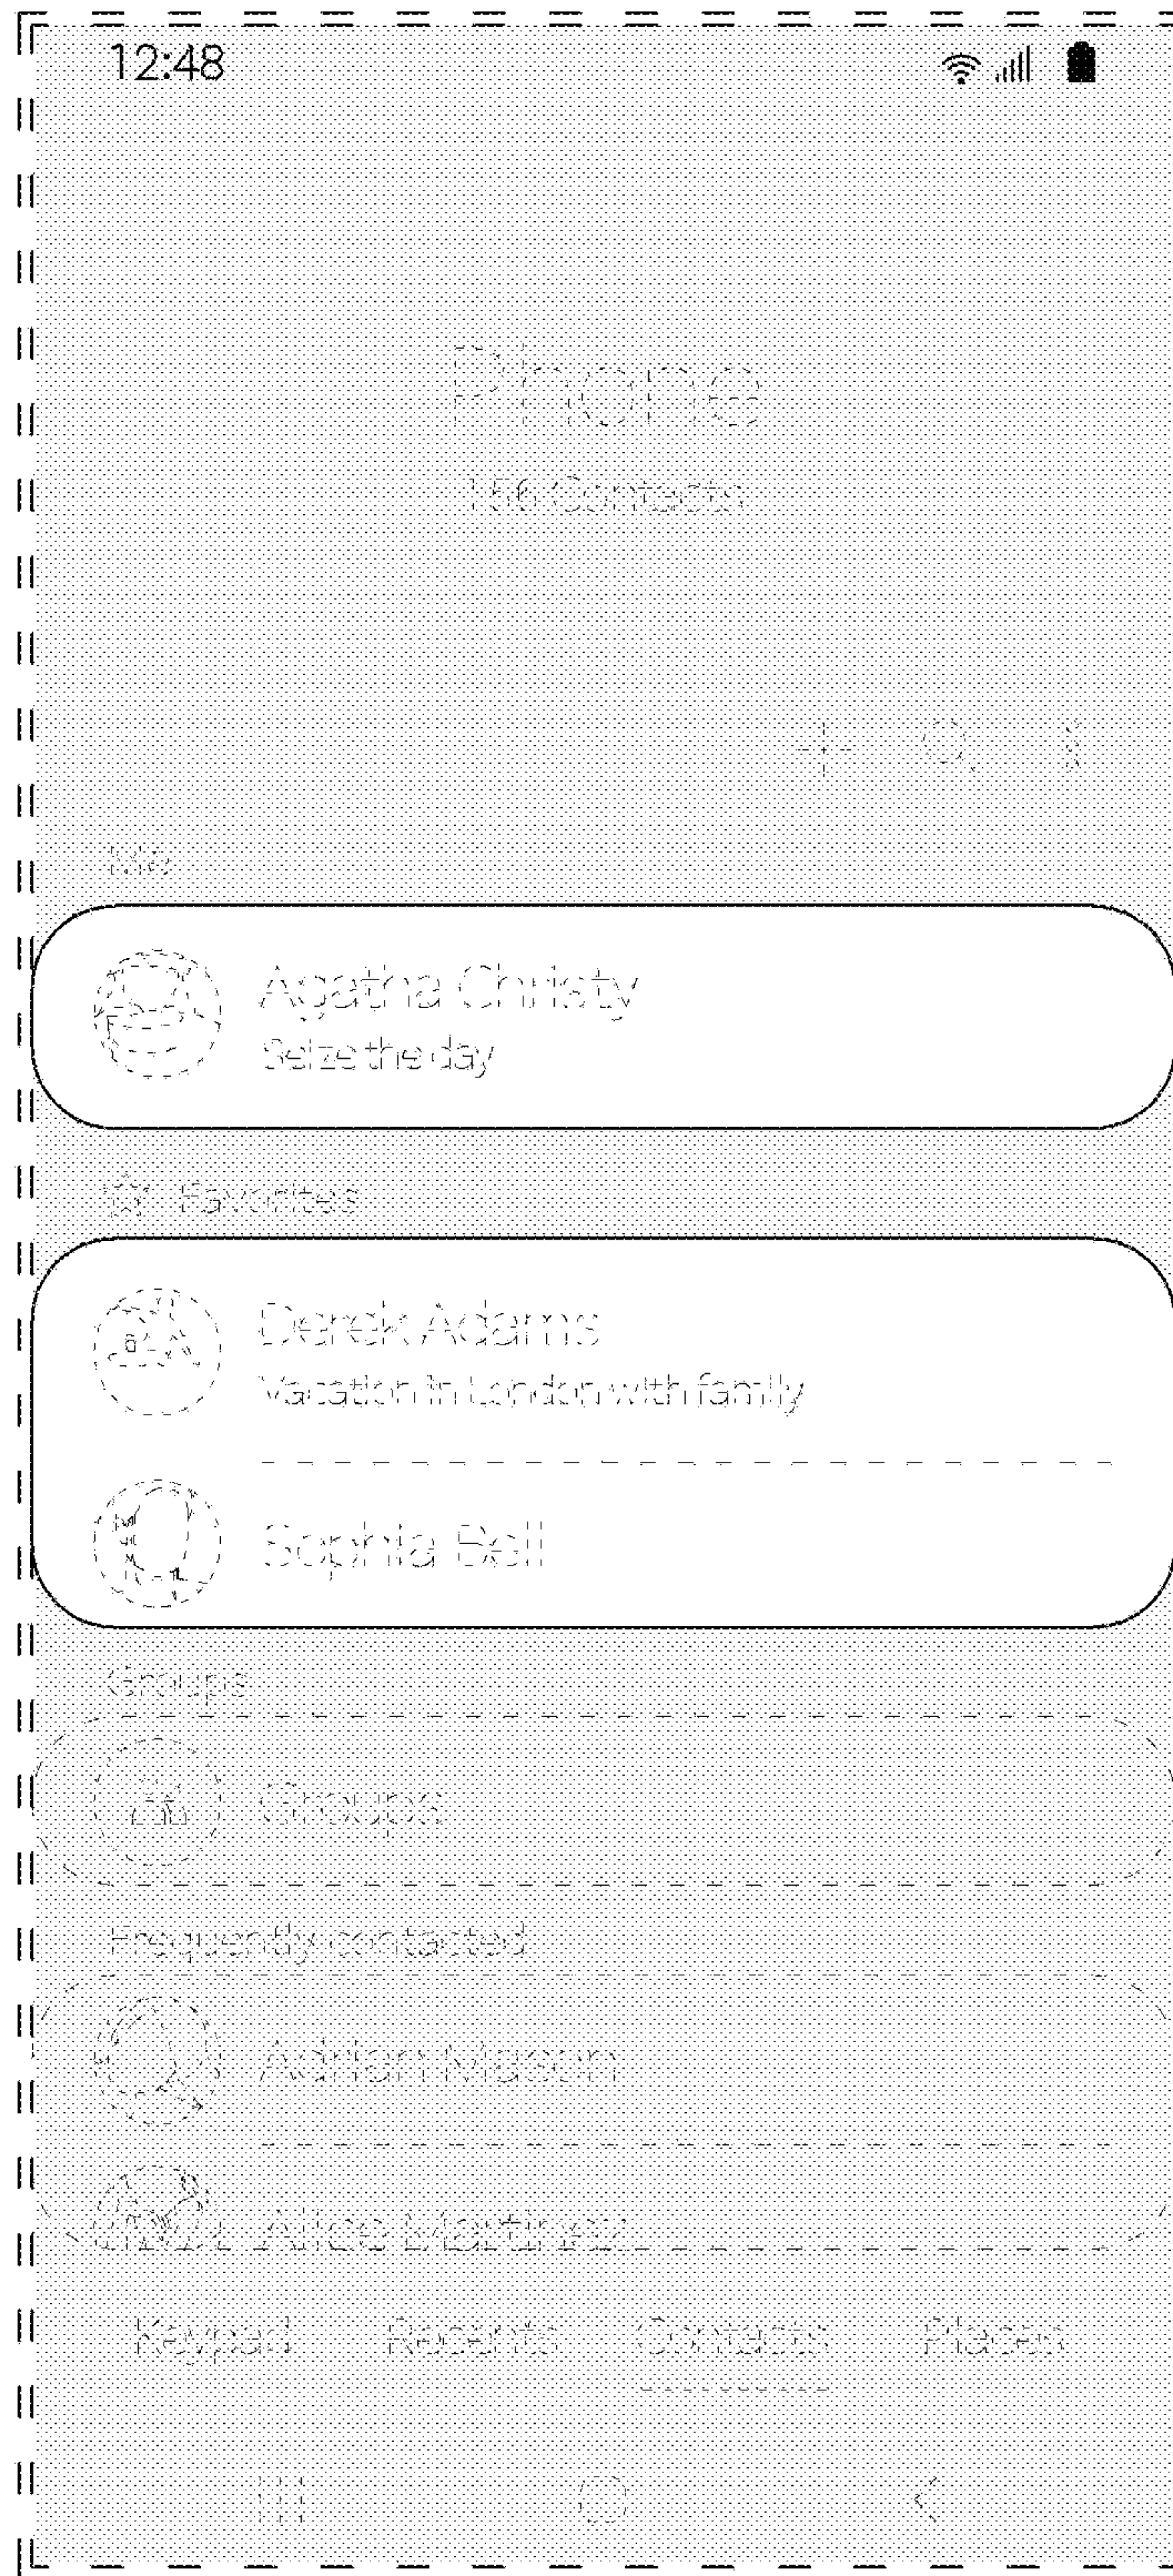 12:48
Phone
156 Contacts
Me
Agatha Christy
Seize the day
Favorites
Derek Adams
Vacation in London with family
Sophia Bell
Groups
Groups
Frequently contacted
Adrian Mason
Alice Martinez
Keypad Recents Contacts Places